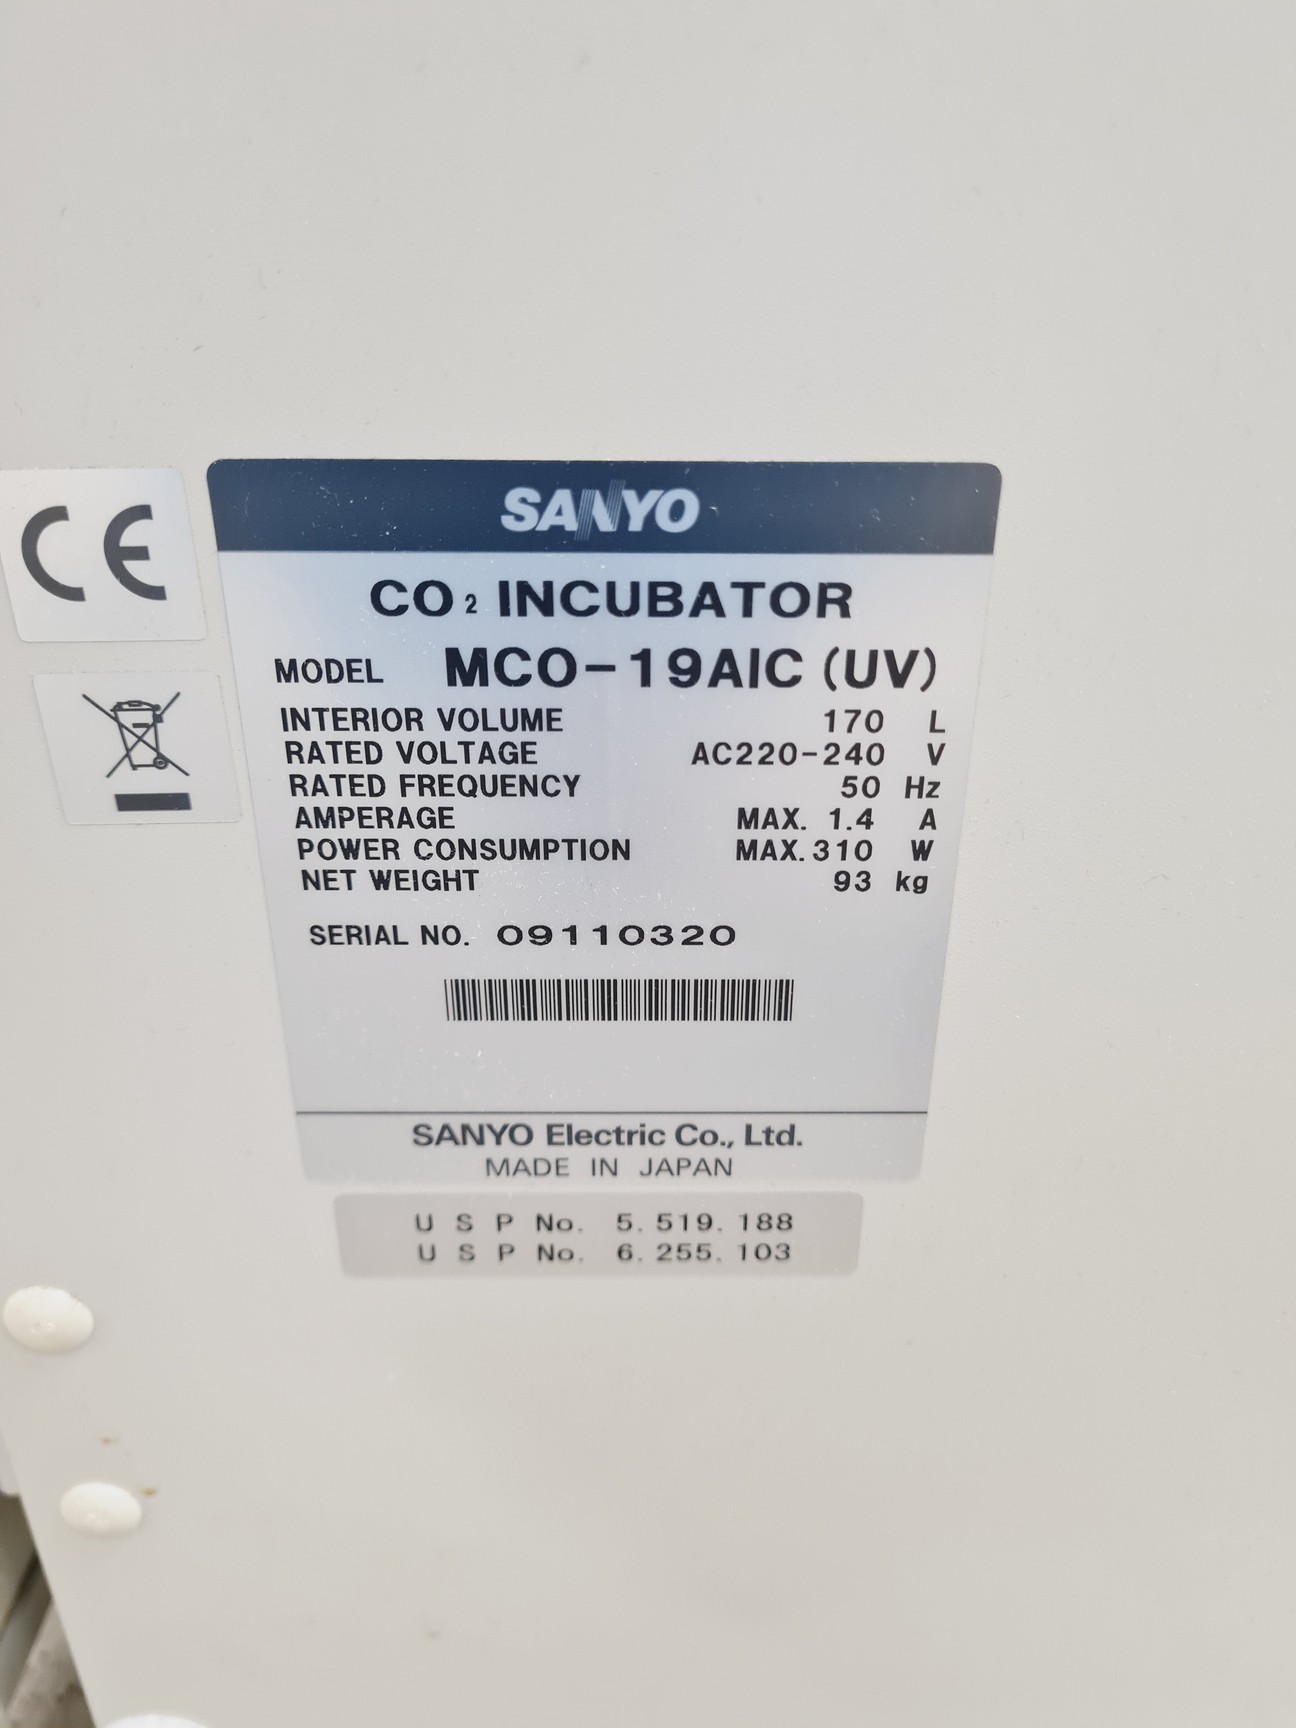 CE
SANYO
CO2 INCUBATOR
MODEL MCO-19AIC (UV)
INTERIOR VOLUME 170 L
RATED VOLTAGE AC220-240 V
RATED FREQUENCY 50 Hz
AMPERAGE MAX. 1.4 A
POWER CONSUMPTION MAX. 310 W
NET WEIGHT 93 kg
SERIAL NO. 09110320
SANYO Electric Co., Ltd.
MADE IN JAPAN
U S P No. 5. 519. 188
U S P No. 6. 255. 103